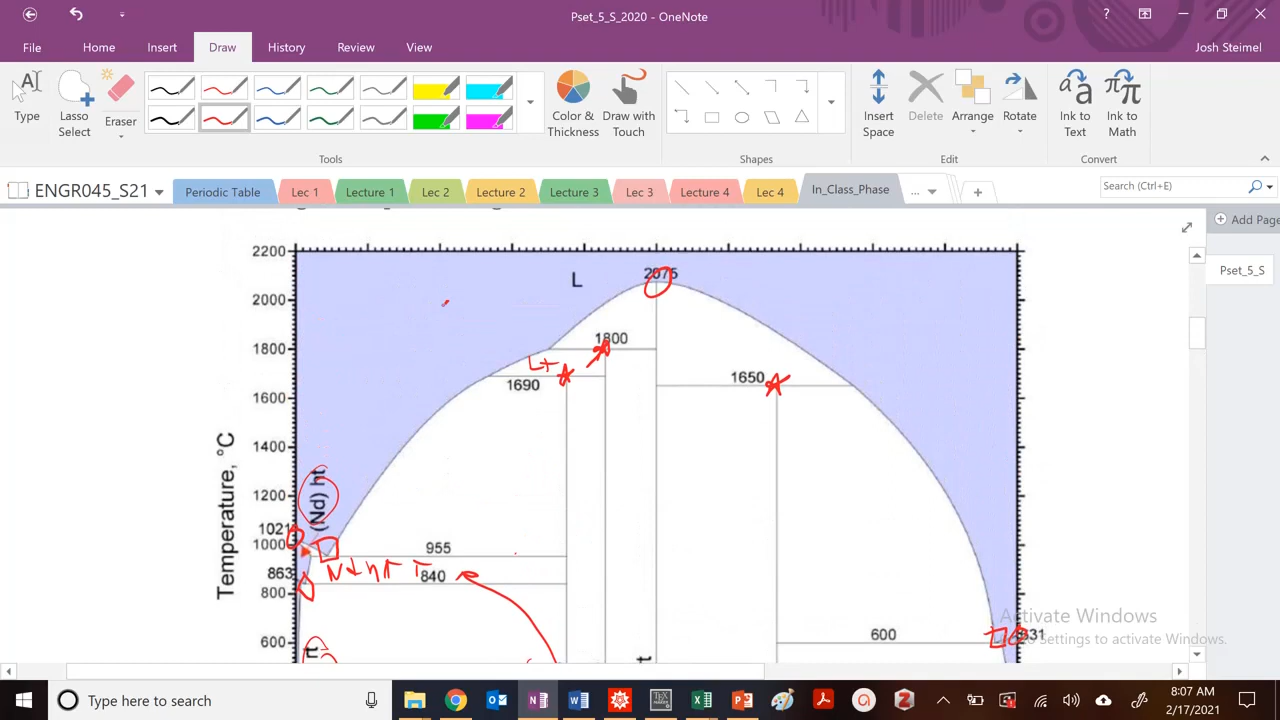 Pset_5_S_2020 - OneNote
File Home Insert Draw History Review View Josh Steimel
Type Lasso Select Eraser Color & Thickness Draw with Touch Insert Space Delete Arrange Rotate Ink to Text Ink to Math
Tools Shapes Edit Convert
ENGR045_S21 Periodic Table Lec 1 Lecture 1 Lec 2 Lecture 2 Lecture 3 Lec 3 Lecture 4 Lec 4 In_Class_Phase ... Search (Ctrl+E)
Add Page
Pset_5_S
2200
L 2075
2000
1800
1800
L+
1690 1650
1600
1400
Temperature, °C
(Nd) ht
1200
1021
1000 955
863 840
800
600 600 631
Activate Windows
to Settings to activate Windows.
Type here to search
8:07 AM
2/17/2021